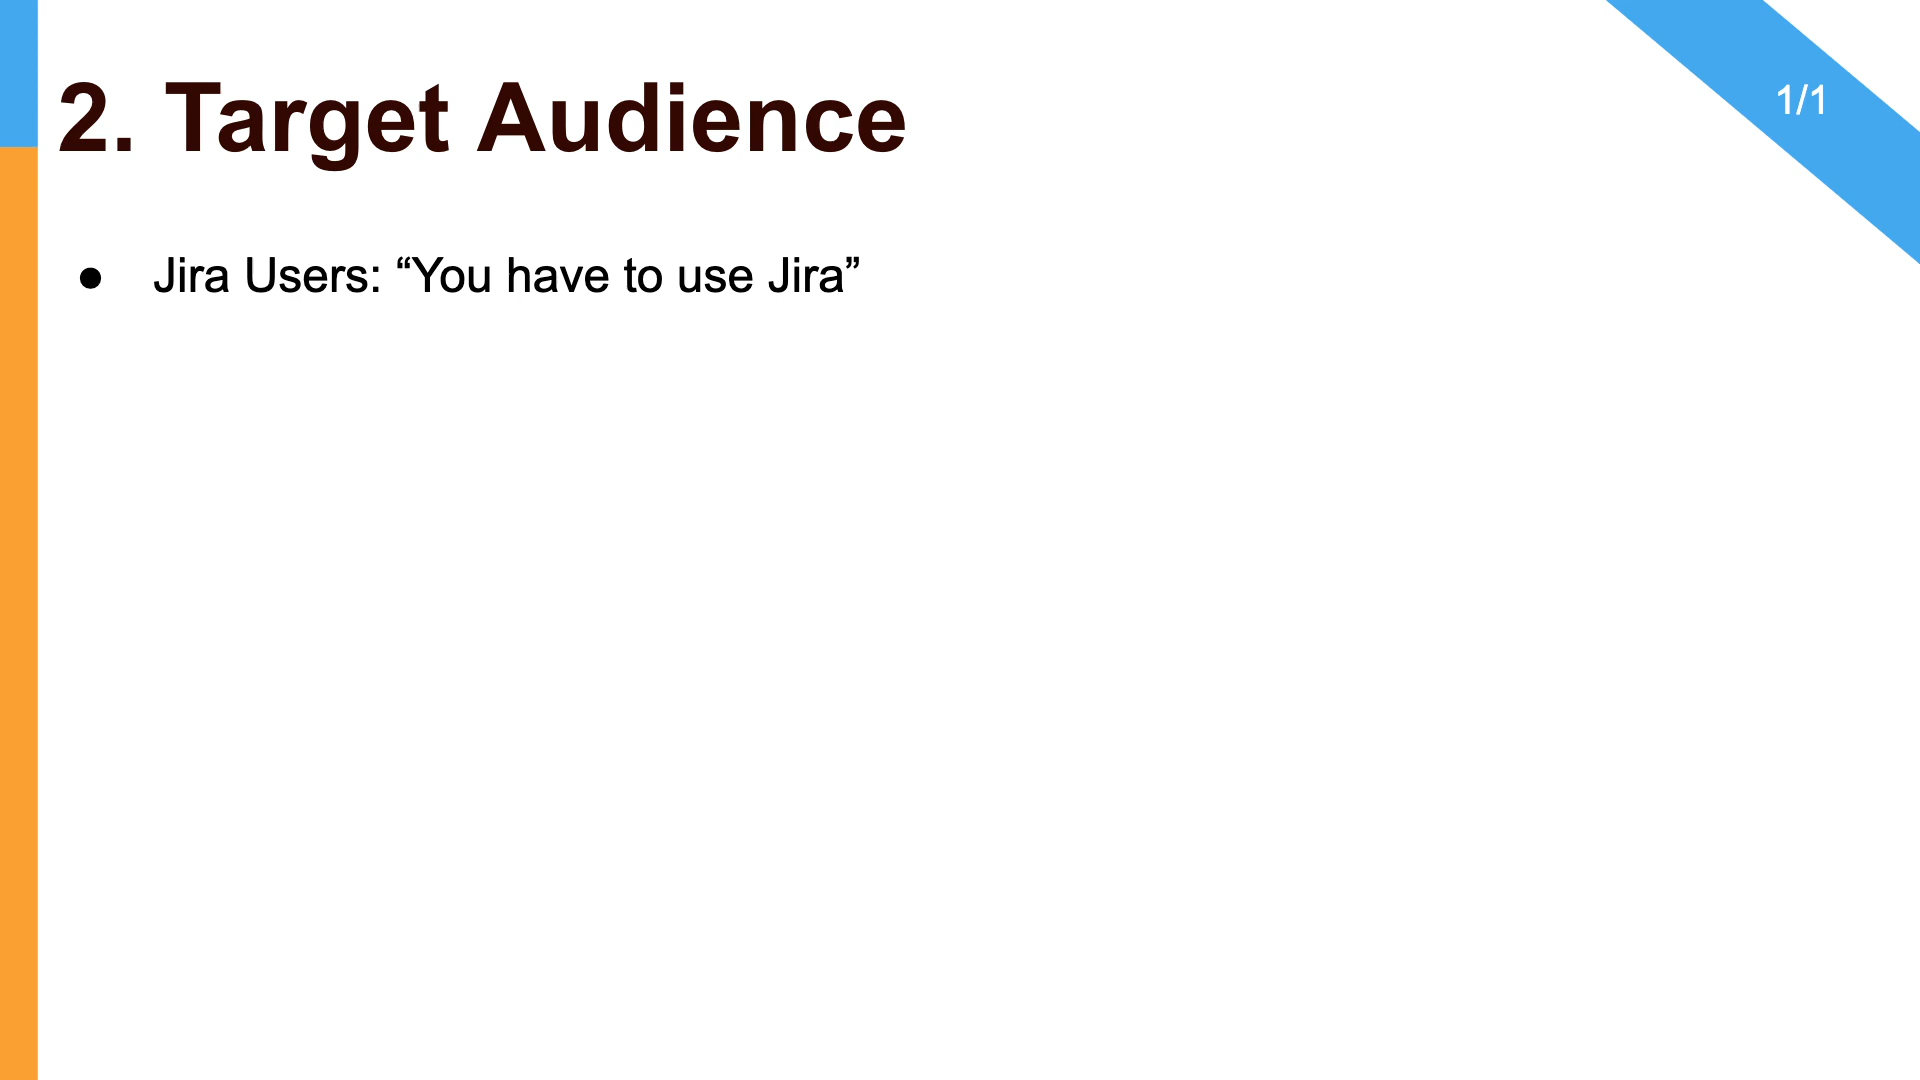 2. Target Audience
1/1
● Jira Users: “You have to use Jira”